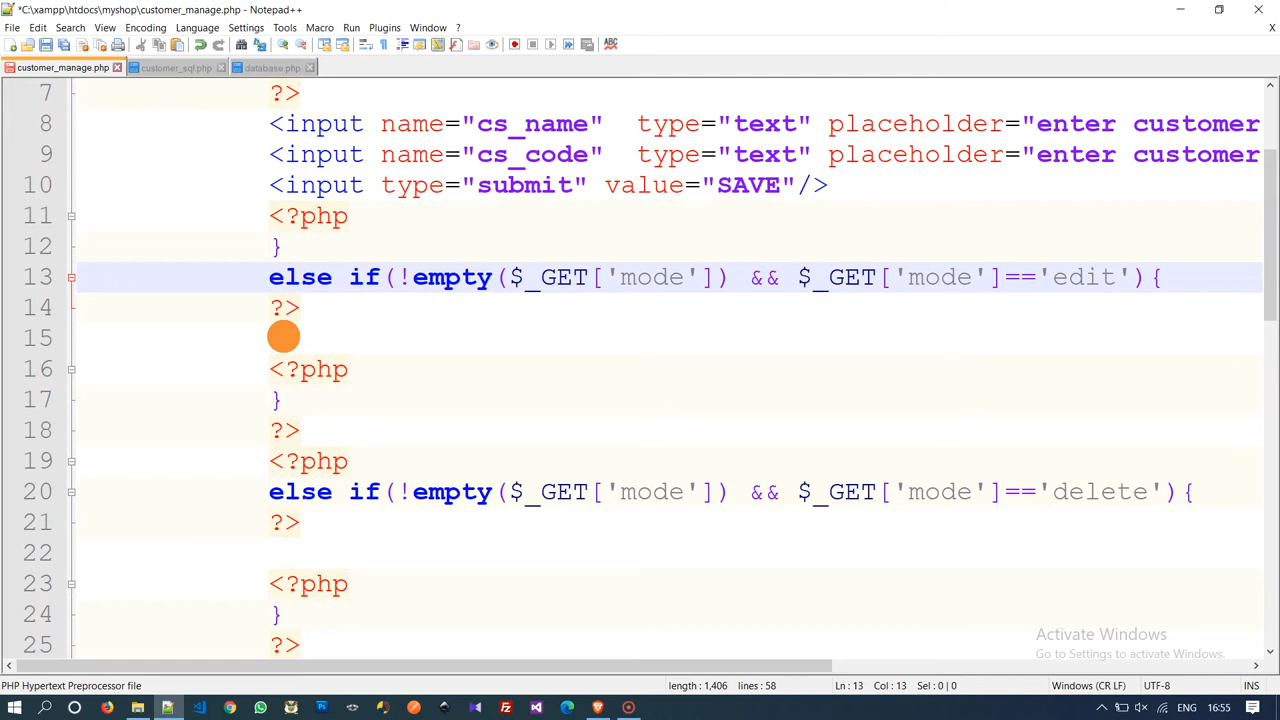 *C:\xampp\htdocs\myshop\customer_manage.php - Notepad++
File Edit Search View Encoding Language Settings Tools Macro Run Plugins Window ?
X
customer_manage.php customer_sql.php database.php
7 ?>
8 <input name="cs_name"  type="text" placeholder="enter customer
9 <input name="cs_code"  type="text" placeholder="enter customer
10 <input type="submit" value="SAVE"/>
11 <?php
12 }
13 else if(!empty($_GET['mode']) && $_GET['mode']=='edit'){
14 ?>
15
16 <?php
17 }
18 ?>
19 <?php
20 else if(!empty($_GET['mode']) && $_GET['mode']=='delete'){
21 ?>
22
23 <?php
24 }
25 ?>
Activate Windows
Go to Settings to activate Windows.
PHP Hypertext Preprocessor file length : 1,406 lines : 58 Ln : 13 Col : 13 Sel : 0 | 0 Windows (CR LF) UTF-8 INS
ENG 16:55